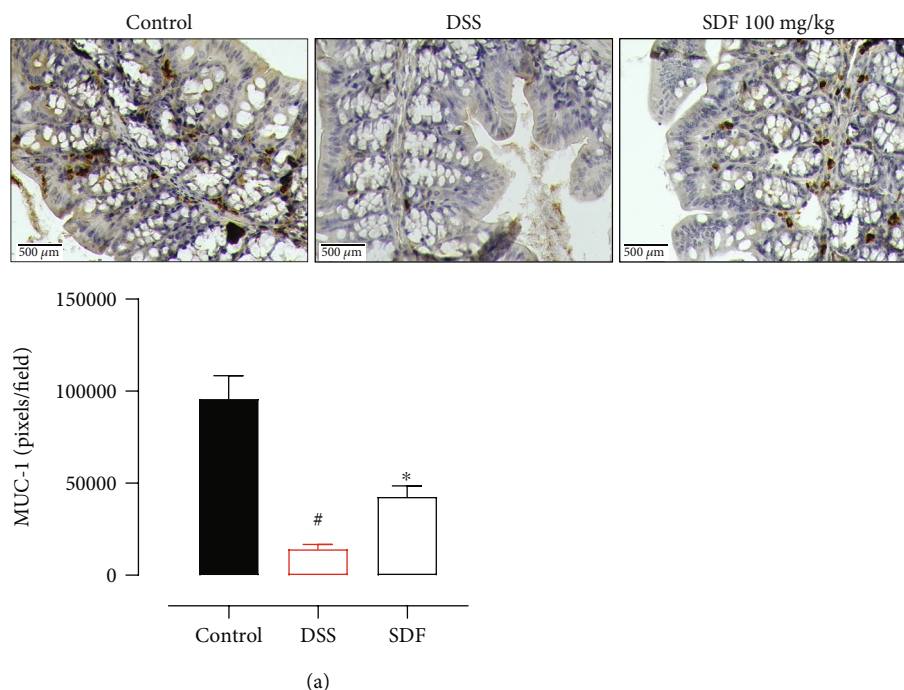 Control DSS SDF 100 mg/kg
500 µm 500 µm 500 µm
150000
100000
50000
0
MUC-1 (pixels/field)
#
*
Control DSS SDF
(a)